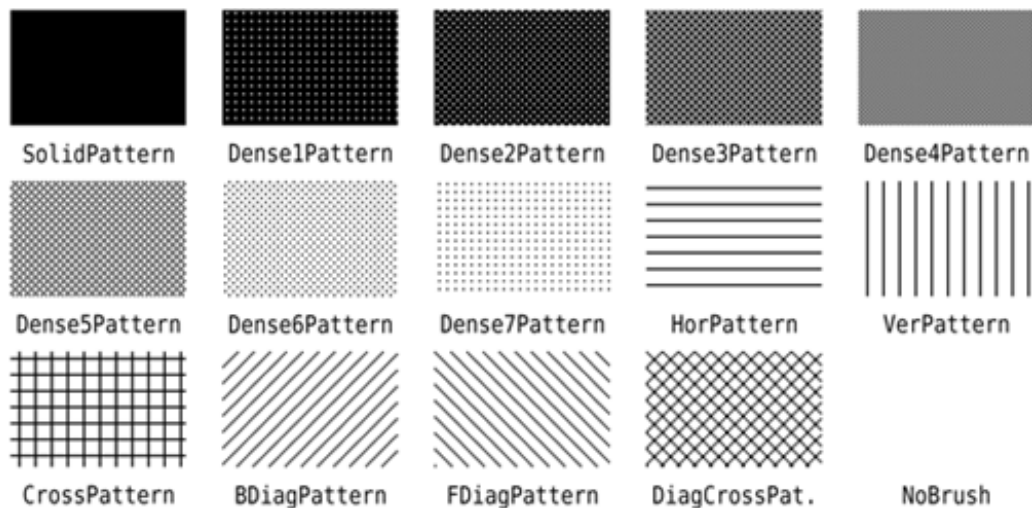 SolidPattern Dense1Pattern Dense2Pattern Dense3Pattern Dense4Pattern
Dense5Pattern Dense6Pattern Dense7Pattern HorPattern VerPattern
CrossPattern BDiagPattern FDiagPattern DiagCrossPat. NoBrush